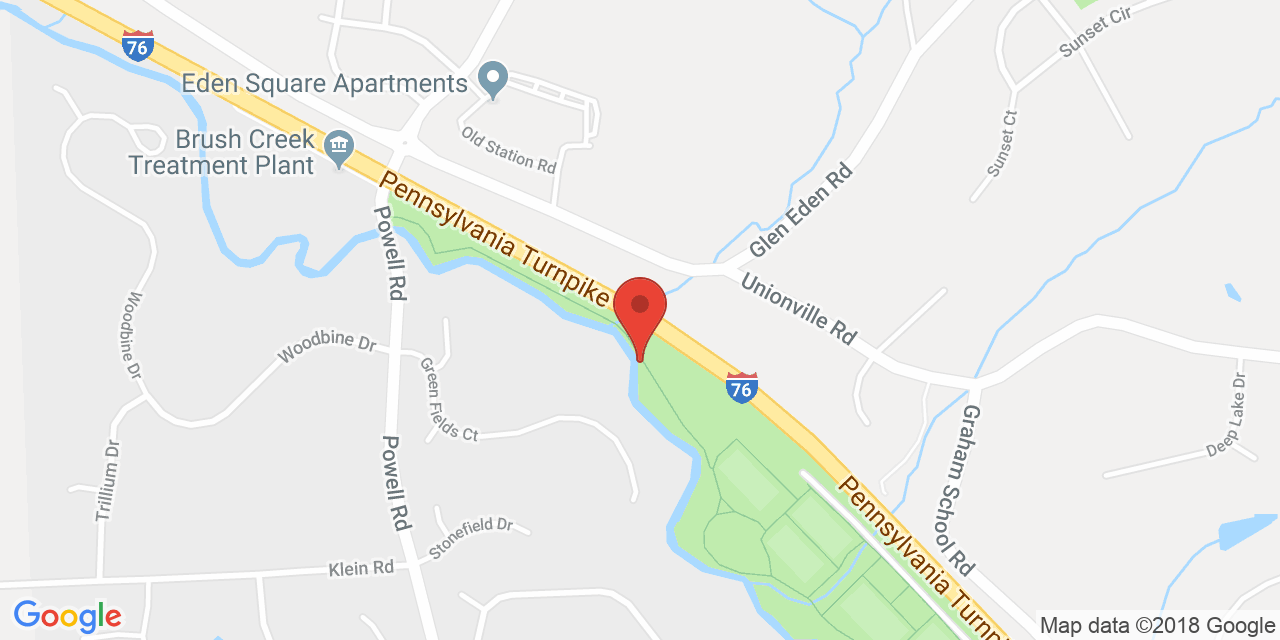 Sunset Cir
76
Eden Square Apartments
Brush Creek
Treatment Plant
Old Station Rd
Sunset Ct
Pennsylvania Turnpike
Glen Eden Rd
Powell Rd
Unionville Rd
Woodbine Dr
Woodbine Dr
Green Fields Ct
76
Deep Lake Dr
Graham School Rd
Trillium Dr
Powell Rd
Pennsylvania Turnpi
Stonefield Dr
Klein Rd
Google
Map data ©2018 Google